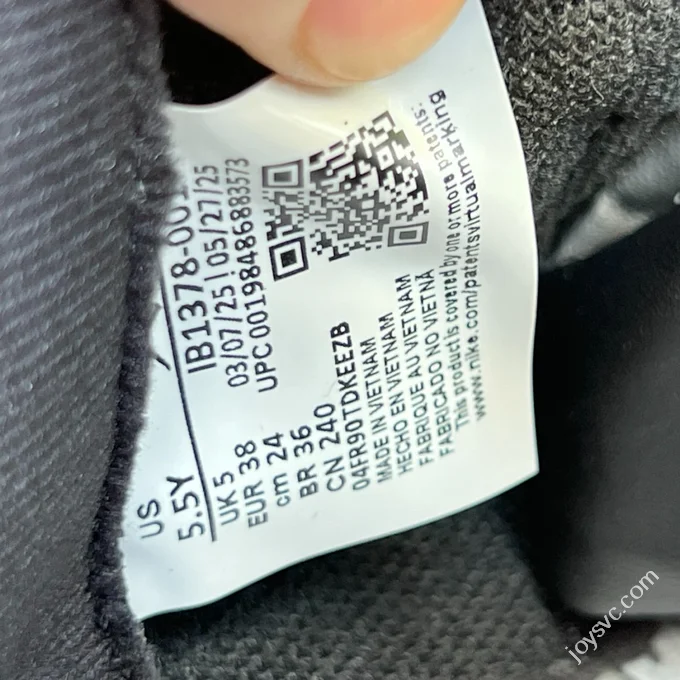 US
5.5Y
UK 5
EUR 38
cm 24
BR 36
CN 240
04FR90TDKEEZB
MADE IN VIETNAM
HECHO EN VIETNAM
FABRIQUE AU VIETNAM
FABRICADO NO VIETNÃ
This product is covered by one or more patents:
www.nike.com/patentsvirtualmarking
IB1378-00
03/07/25 | 05/27/25
UPC 00198486883573
joysvc.com